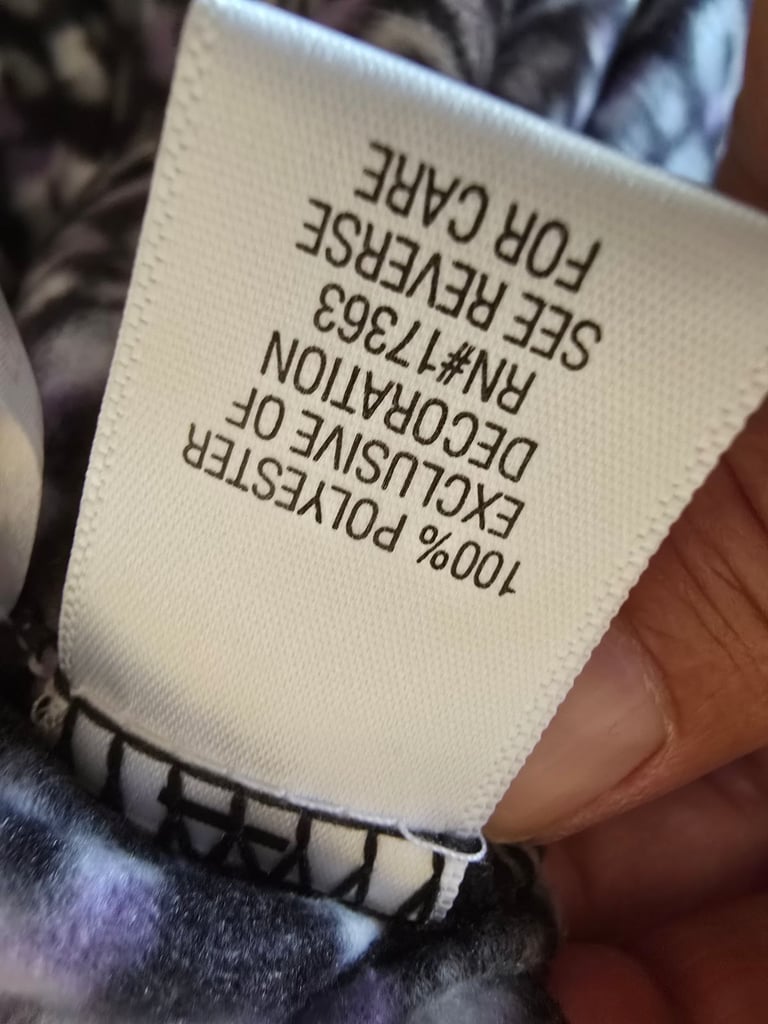 100% POLYESTER
EXCLUSIVE OF
DECORATION
RN#17363
SEE REVERSE
FOR CARE